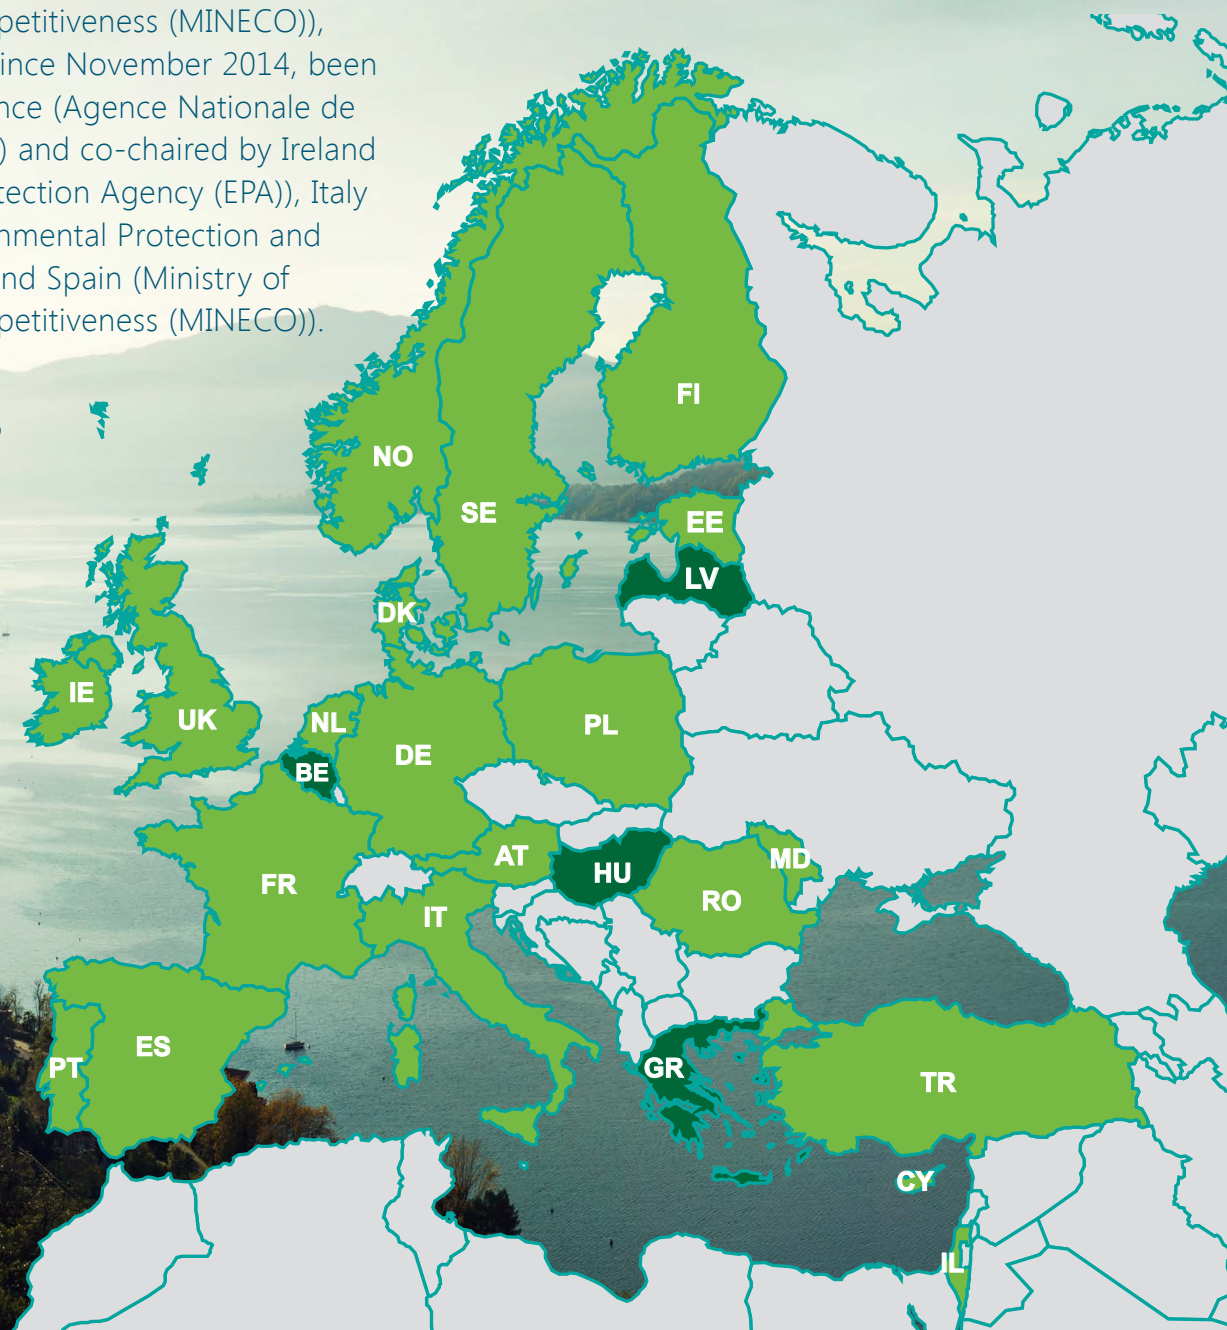 petitiveness (MINECO)),
ince November 2014, been
nce (Agence Nationale de
) and co-chaired by Ireland
tection Agency (EPA)), Italy
nmental Protection and
nd Spain (Ministry of
petitiveness (MINECO)).
FI
NO
SE
EE
LV
DK
IE
UK
NL
PL
DE
BE
AT
MD
HU
FR
RO
IT
ES
PT
GR
TR
CY
IL